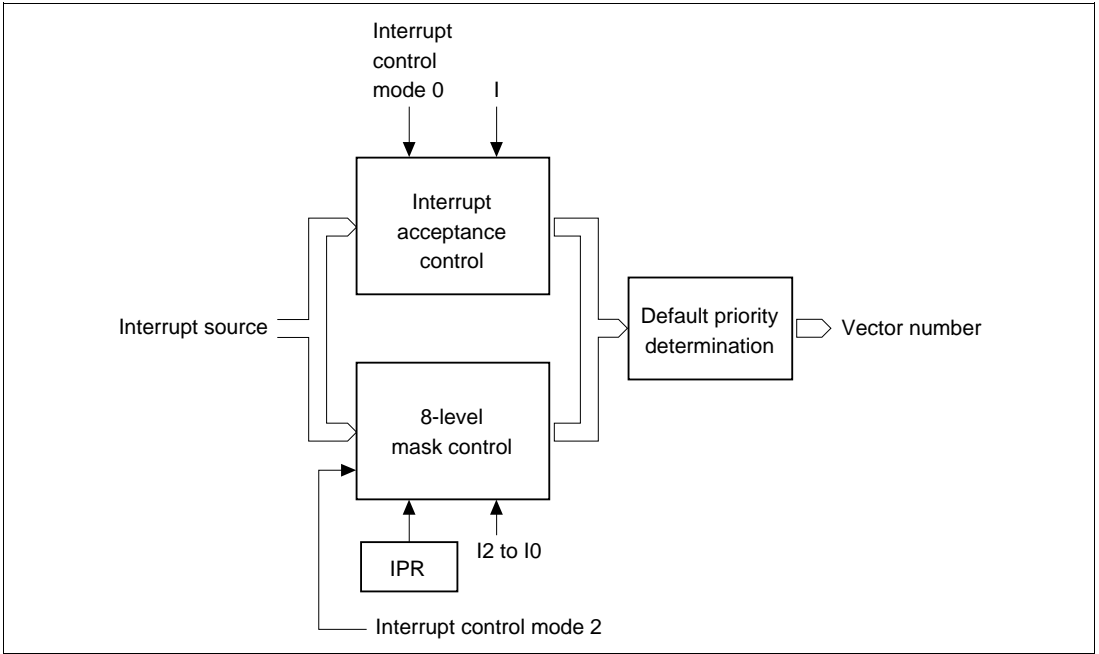 Interrupt
control
mode 0
I
Interrupt
acceptance
control
Interrupt source
Default priority
determination
Vector number
8-level
mask control
IPR
I2 to I0
Interrupt control mode 2